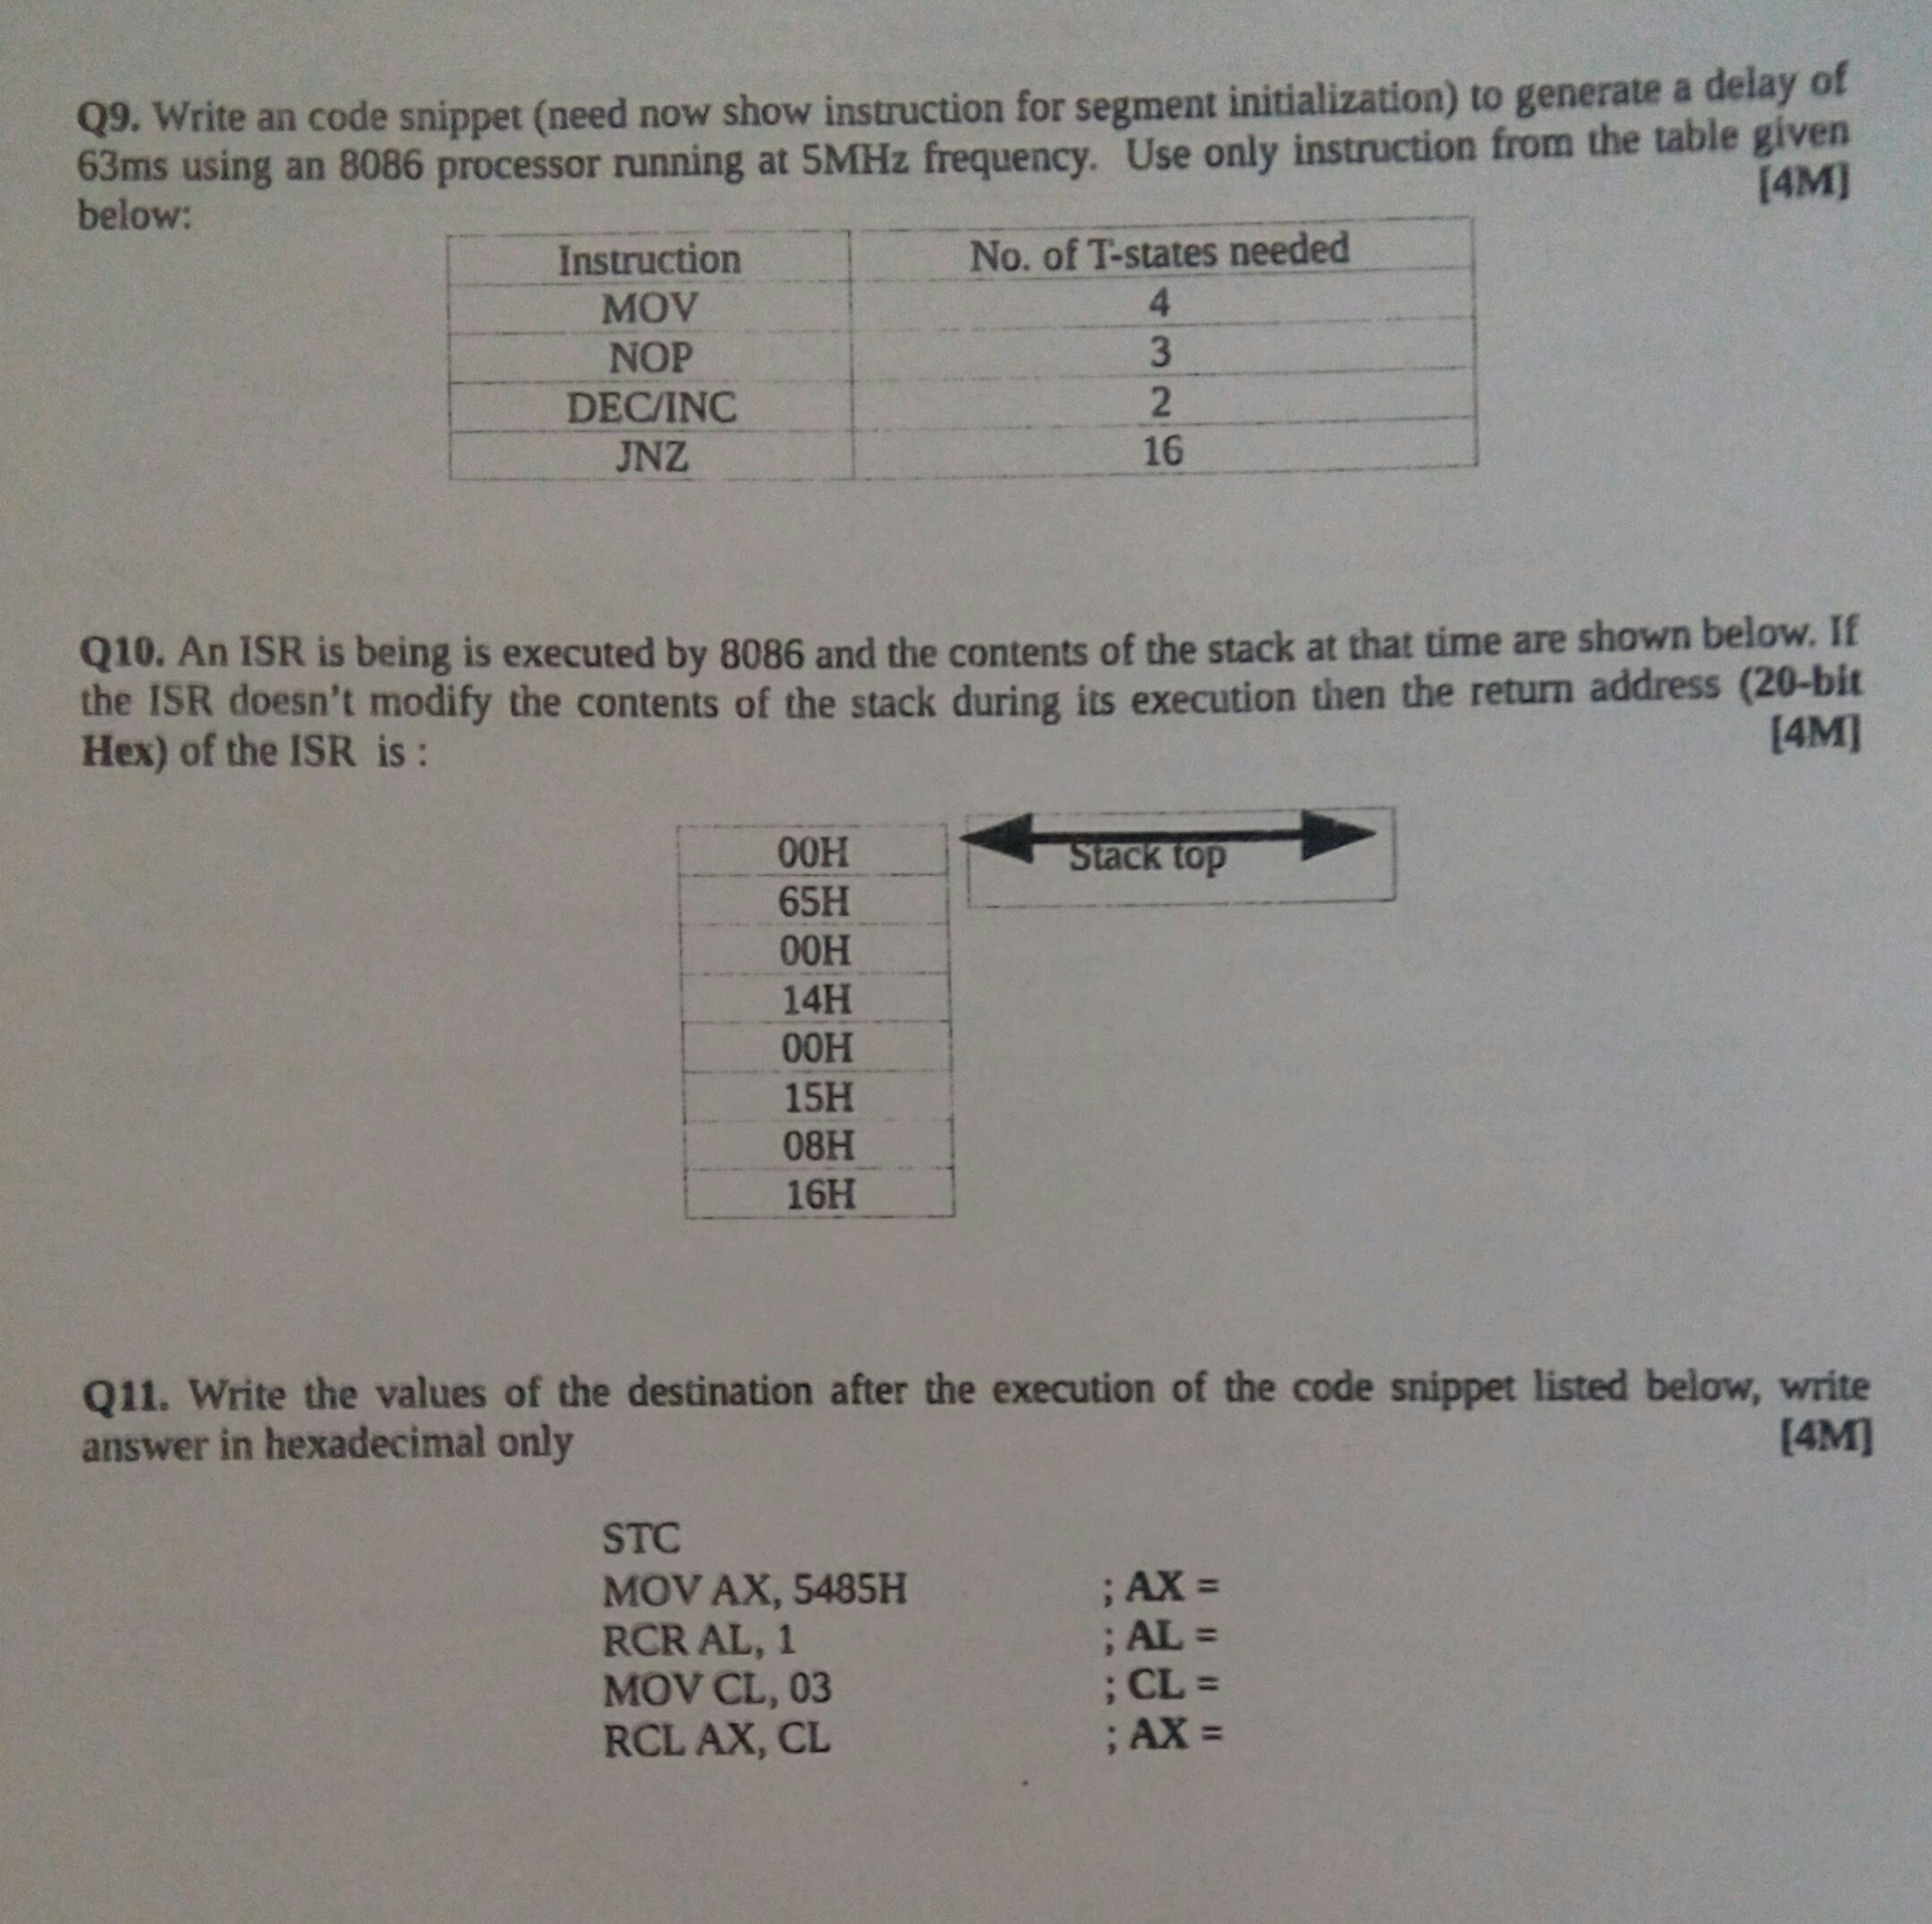 Q9. Write an code snippet (need now show instruction for segment initialization) to generate a delay of
63ms using an 8086 processor running at 5MHz frequency. Use only instruction from the table given
below: [4M]
Instruction No. of T-states needed
MOV 4
NOP 3
DEC/INC 2
JNZ 16
Q10. An ISR is being is executed by 8086 and the contents of the stack at that time are shown below. If
the ISR doesn't modify the contents of the stack during its execution then the return address (20-bit
Hex) of the ISR is : [4M]
00H Stack top
65H
00H
14H
00H
15H
08H
16H
Q11. Write the values of the destination after the execution of the code snippet listed below, write
answer in hexadecimal only [4M]
STC
MOV AX, 5485H ; AX =
RCR AL, 1 ; AL =
MOV CL, 03 ; CL =
RCL AX, CL ; AX =